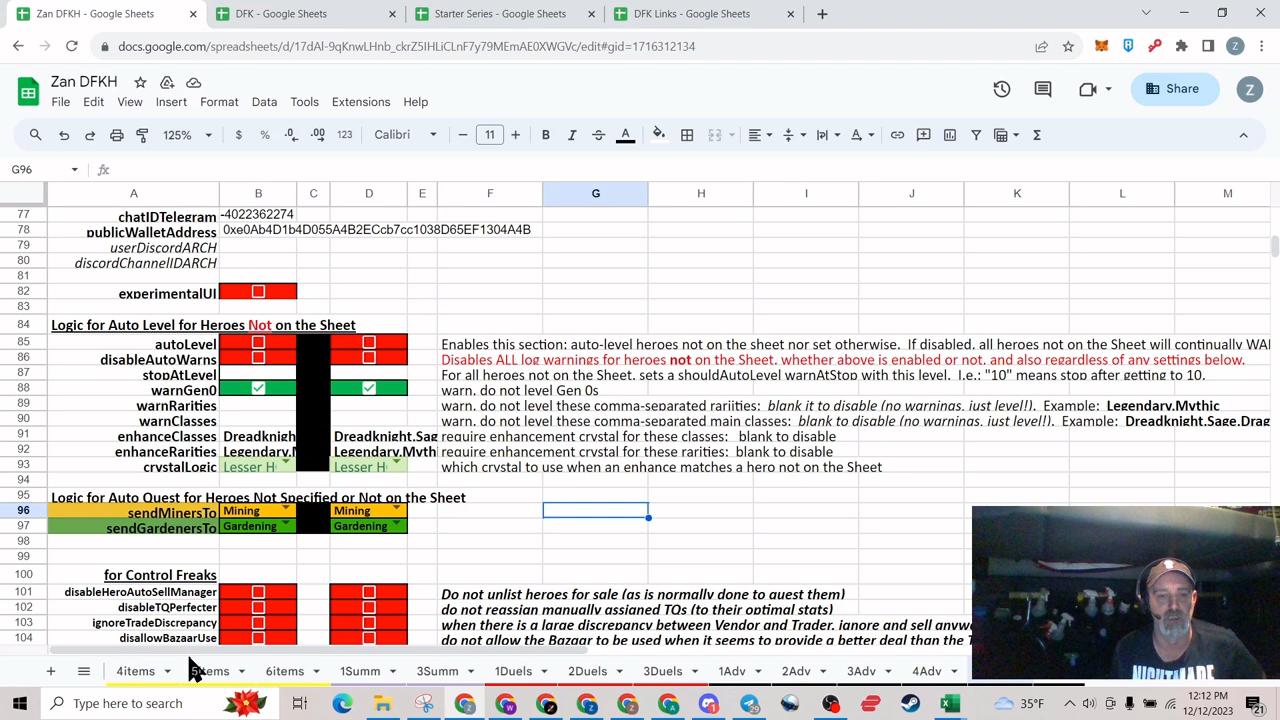 Zan DFKH - Google Sheets
DFK - Google Sheets
Starter Series - Google Sheets
DFK Links - Google Sheets
docs.google.com/spreadsheets/d/17dAl-9qKnwLHnb_ckrZ5IHLiCLnF7y79MEmAE0XWGVc/edit#gid=1716312134
Zan DFKH
File Edit View Insert Format Data Tools Extensions Help
Share
Z
125% $ % .0 .00 123 Calibri 11 B I A
G96
A B C D E F G H I J K L M
77 chatIDTelegram -4022362274
78 publicWalletAddress 0xe0Ab4D1b4D055A4B2ECcb7cc1038D65EF1304A4B
79 userDiscordARCH
80 discordChannelIDARCH
81
82 experimentalUI
83
84 Logic for Auto Level for Heroes Not on the Sheet
85 autoLevel Enables this section: auto-level heroes not on the sheet nor set otherwise. If disabled, all heroes not on the Sheet will continually WAI
86 disableAutoWarns Disables ALL log warnings for heroes not on the Sheet, whether above is enabled or not, and also regardless of any settings below.
87 stopAtLevel For all heroes not on the Sheet, sets a shouldAutoLevel warnAtStop with this level. I.e.: "10" means stop after getting to 10.
88 warnGen0 warn, do not level Gen 0s
89 warnRarities warn, do not level these comma-separated rariities: blank it to disable (no warnings, just level!). Example: Legendary,Mythic
90 warnClasses warn, do not level these comma-separated main classes: blank to disable (no warnings, just level!). Example: Dreadknight,Sage,Drag
91 enhanceClasses Dreadknigh Dreadknight,Sag require enhancement crystal for these classes: blank to disable
92 enhanceRarities Legendary,M Legendary,Mythi require enhancement crystal for these rarities: blank to disable
93 crystalLogic Lesser H Lesser H which crystal to use when an enhance matches a hero not on the Sheet
94
95 Logic for Auto Quest for Heroes Not Specified or Not on the Sheet
96 sendMinersTo Mining Mining
97 sendGardenersTo Gardening Gardening
98
99
100 for Control Freaks
101 disableHeroAutoSellManager Do not unlist heroes for sale (as is normally done to quest them)
102 disableTQPerfecter do not reassign manually assigned TQs (to their optimal stats)
103 ignoreTradeDiscrepancy when there is a large discrepancy between Vendor and Trader, ignore and sell anyw
104 disallowBazaarUse do not allow the Bazaar to be used when it seems to provide a better deal than the T
4items 6items 1Summ 3Summ 1Duels 2Duels 3Duels 1Adv 2Adv 3Adv 4Adv
NIGHTMARE
Type here to search
35°F
12:12 PM
12/12/2023
21